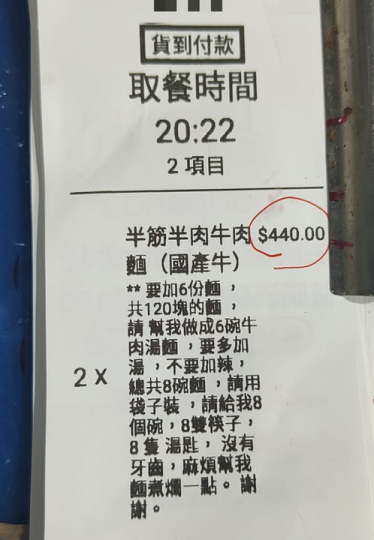 貨到付款
取餐時間
20:22
2 項目
半筋半肉牛肉 $440.00
麵（國產牛）
** 要加6份麵，
共120塊的麵，
請 幫我做成6碗牛
肉湯麵，要多加
湯，不要加辣，
2 X 總共8碗麵，請用
袋子裝，請給我8
個碗，8雙筷子，
8 隻 湯匙， 沒有
牙齒，麻煩幫我
麵煮爛一點。 謝
謝。